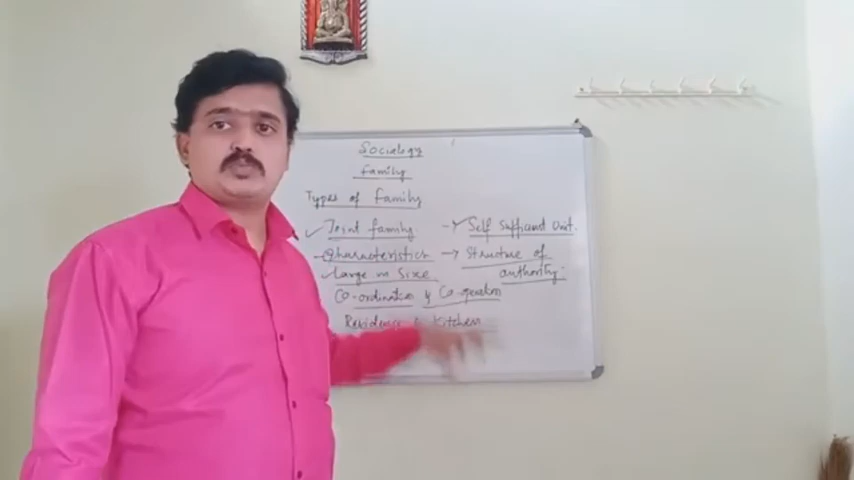 Sociology
Family
Types of Family
Joint family.
- Characteristics
Large in Size
Co-ordination & Co-operation
Residence & Kitchen
- Self Sufficient Unit.
→ Structure of authority.